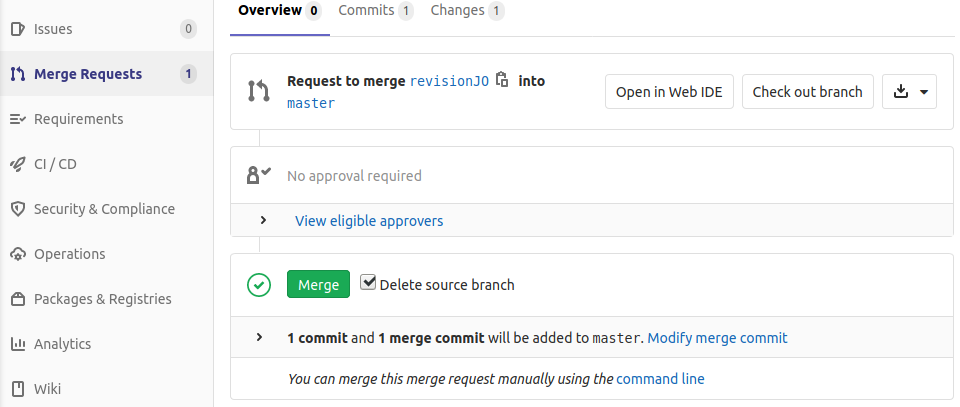 Overview 0 Commits 1 Changes 1
Issues 0
Merge Requests 1
Requirements
CI / CD
Security & Compliance
Operations
Packages & Registries
Analytics
Wiki
Request to merge revisionJO into
master
Open in Web IDE Check out branch
No approval required
View eligible approvers
Merge Delete source branch
1 commit and 1 merge commit will be added to master. Modify merge commit
You can merge this merge request manually using the command line